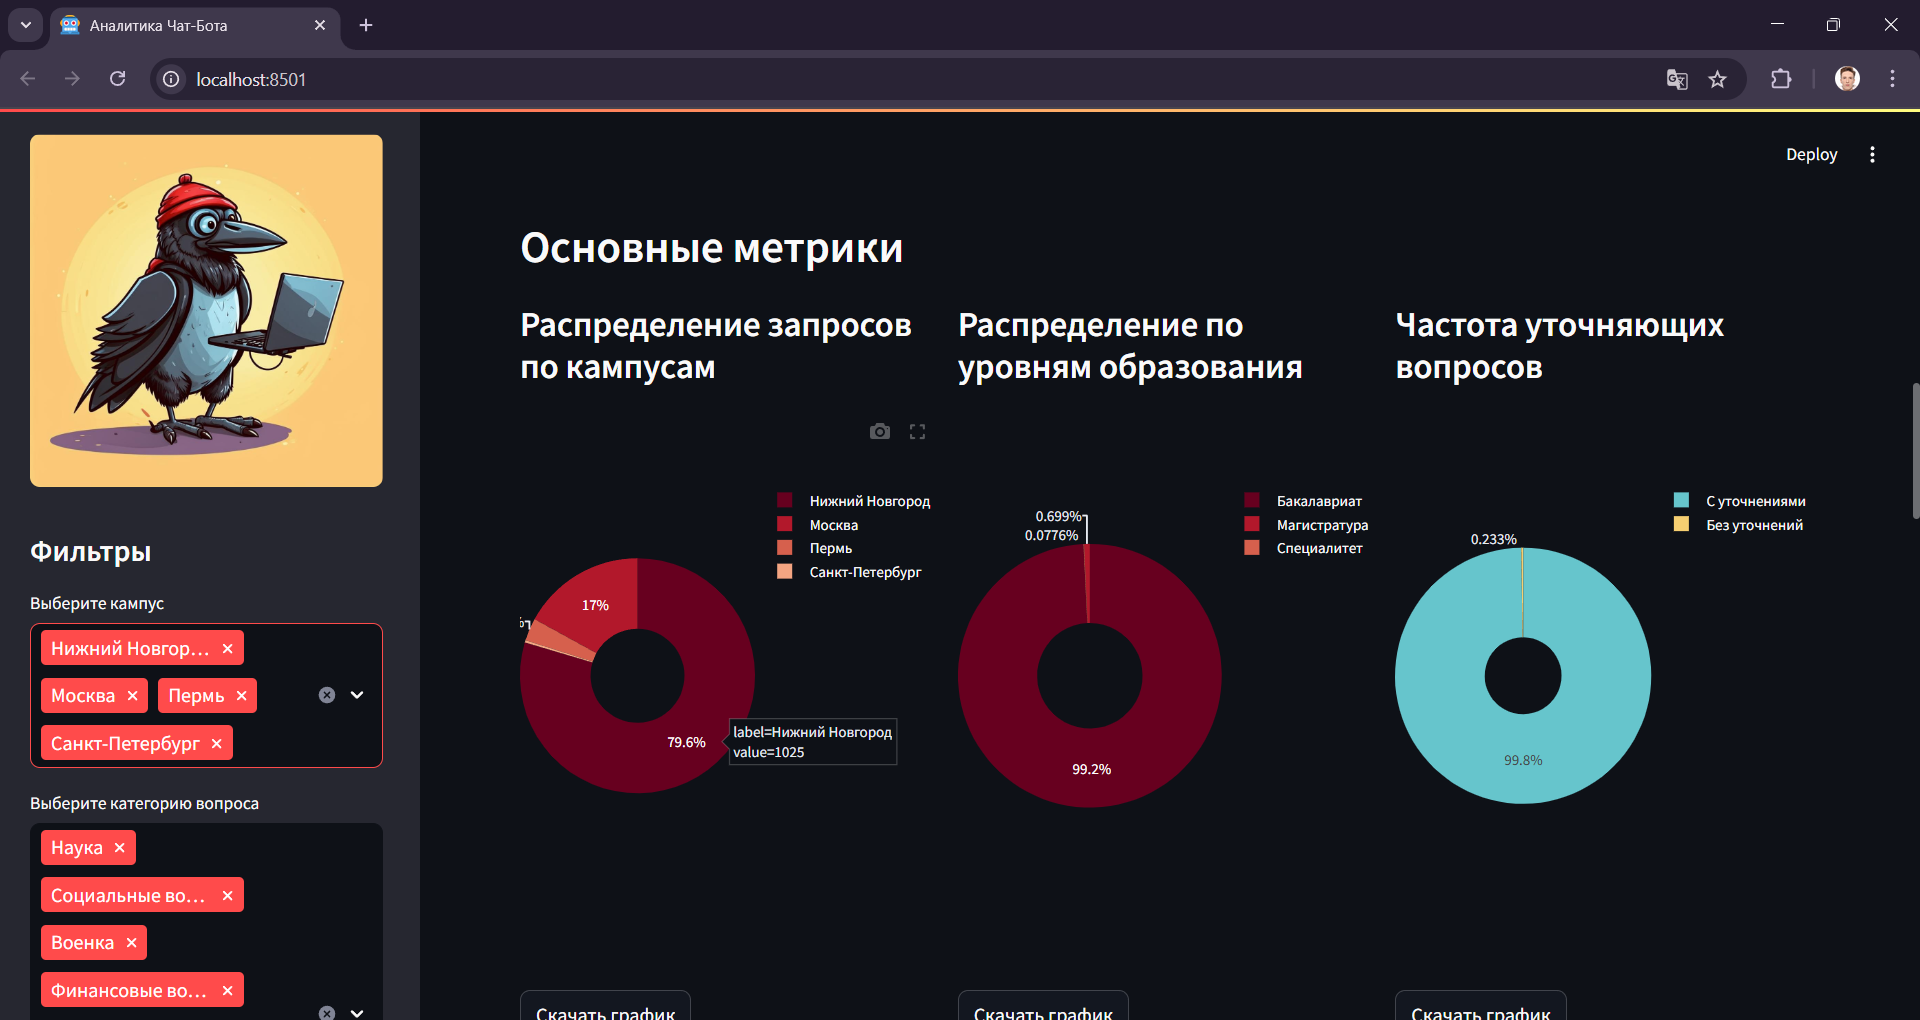 Аналитика Чат-Бота
localhost:8501
Deploy
Основные метрики
Распределение запросов
по кампусам
Распределение по
уровням образования
Частота уточняющих
вопросов
Нижний Новгород
Москва
Пермь
Санкт-Петербург
17%
79.6%
label=Нижний Новгород
value=1025
0.699%
0.0776%
Бакалавриат
Магистратура
Специалитет
99.2%
0.233%
С уточнениями
Без уточнений
99.8%
Скачать график
Скачать график
Скачать график
Фильтры
Выберите кампус
Нижний Новгор...
Москва
Пермь
Санкт-Петербург
Выберите категорию вопроса
Наука
Социальные во...
Военка
Финансовые во...